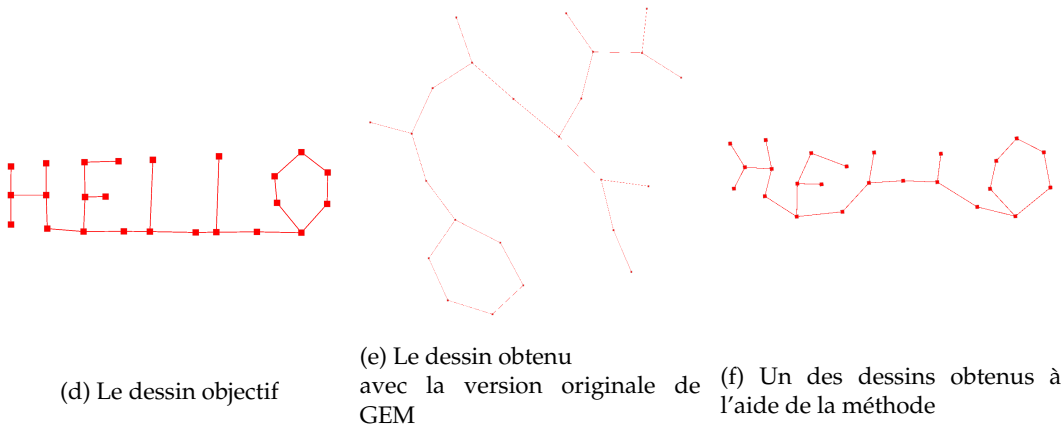 HELLO
(d) Le dessin objectif
(e) Le dessin obtenu
avec la version originale de
GEM
(f) Un des dessins obtenus à
l'aide de la méthode